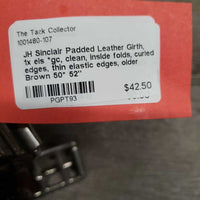 The Tack Collector
1001480-107
JH Sinclair Padded Leather Girth,
1x els "gc, clean, inside folds, curled
edges, thin elastic edges, older
Brown 50" 52"
$42.50
PGPT93